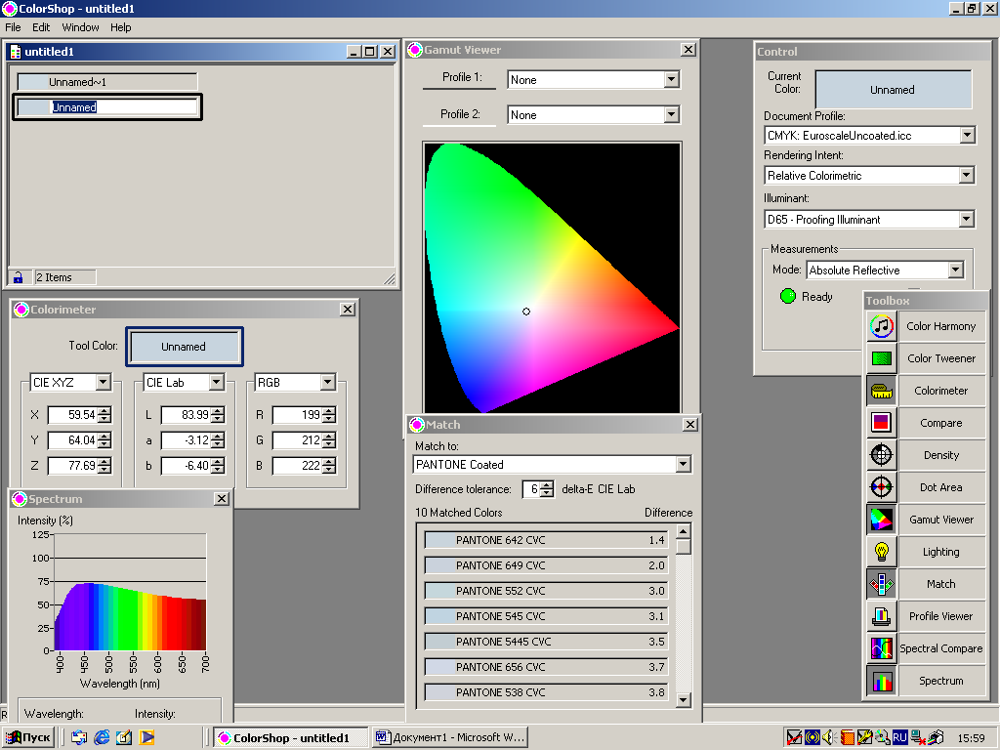 ColorShop - untitled1
File Edit Window Help
untitled1
Unnamed~1
Unnamed
2 Items
Gamut Viewer
Profile 1: None
Profile 2: None
Control
Current Color: Unnamed
Document Profile:
CMYK: EuroscaleUncoated.icc
Rendering Intent:
Relative Colorimetric
Illuminant:
D65 - Proofing Illuminant
Measurements
Mode: Absolute Reflective
Ready
Colorimeter
Tool Color: Unnamed
CIE XYZ CIE Lab RGB
X 59.54 L 83.99 R 199
Y 64.04 a -3.12 G 212
Z 77.69 b -6.40 B 222
Spectrum
Intensity (%)
125
100
75
50
25
0
400 450 500 550 600 650 700
Wavelength (nm)
Wavelength: Intensity:
Match
Match to:
PANTONE Coated
Difference tolerance: 6 delta-E CIE Lab
10 Matched Colors Difference
PANTONE 642 CVC 1.4
PANTONE 649 CVC 2.0
PANTONE 552 CVC 3.0
PANTONE 545 CVC 3.1
PANTONE 5445 CVC 3.5
PANTONE 656 CVC 3.7
PANTONE 538 CVC 3.8
Toolbox
Color Harmony
Color Tweener
Colorimeter
Compare
Density
Dot Area
Gamut Viewer
Lighting
Match
Profile Viewer
Spectral Compare
Spectrum
R
Пуск
ColorShop - untitled1
Документ1 - Microsoft W...
RU
15:59